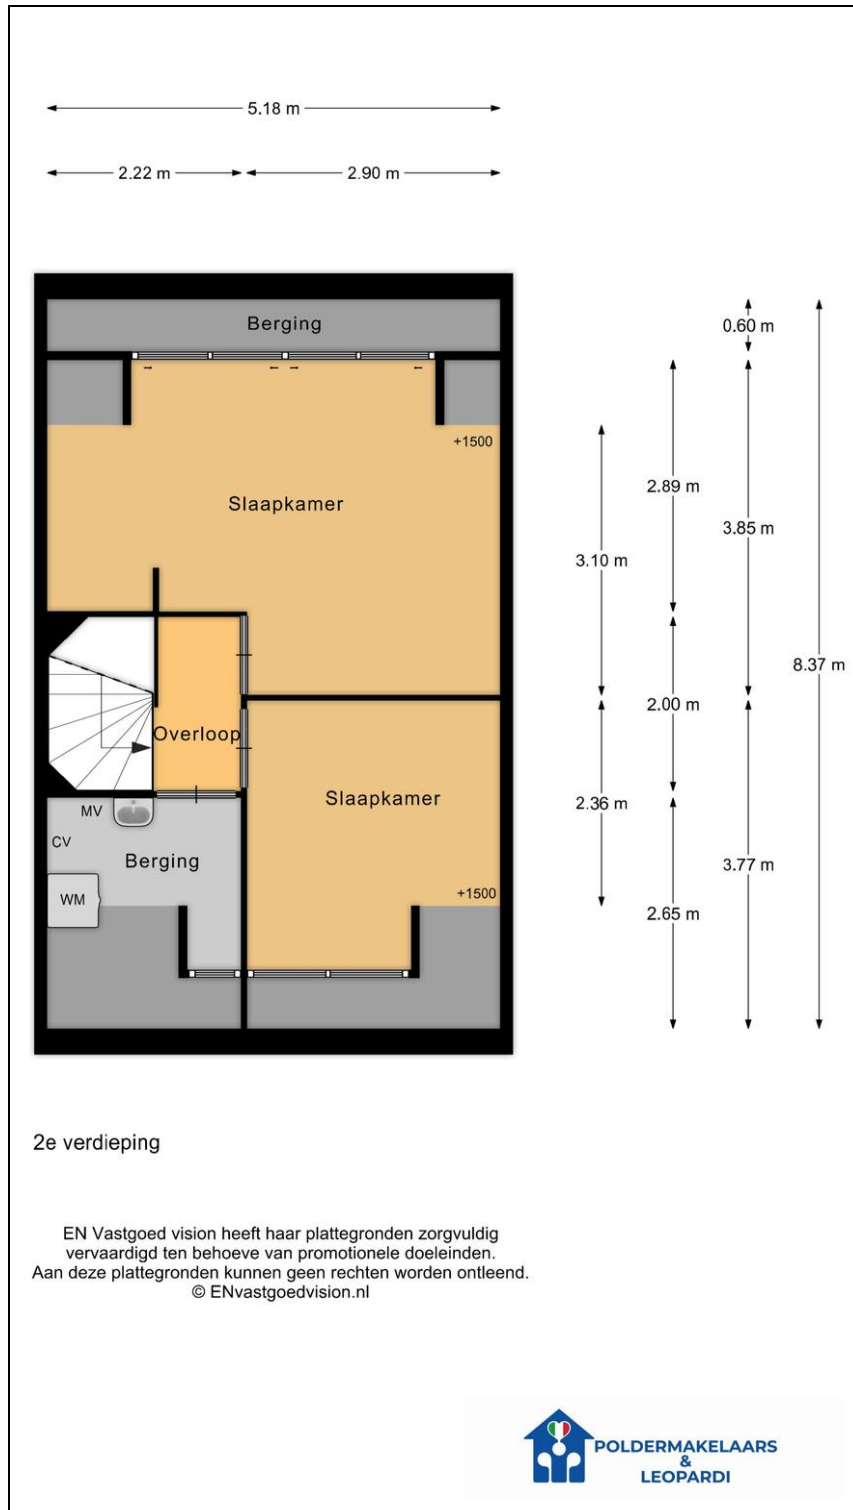 5.18 m
2.22 m
2.90 m
Berging
0.60 m
+1500
2.89 m
Slaapkamer
3.85 m
3.10 m
8.37 m
2.00 m
Overloop
Slaapkamer
2.36 m
MV
CV
Berging
3.77 m
WM
+1500
2.65 m
2e verdieping
EN Vastgoed vision heeft haar plattegronden zorgvuldig
vervaardigd ten behoeve van promotionele doeleinden.
Aan deze plattegronden kunnen geen rechten worden ontleend.
© ENvastgoedvision.nl
POLDERMAKELAARS
&
LEOPARDI